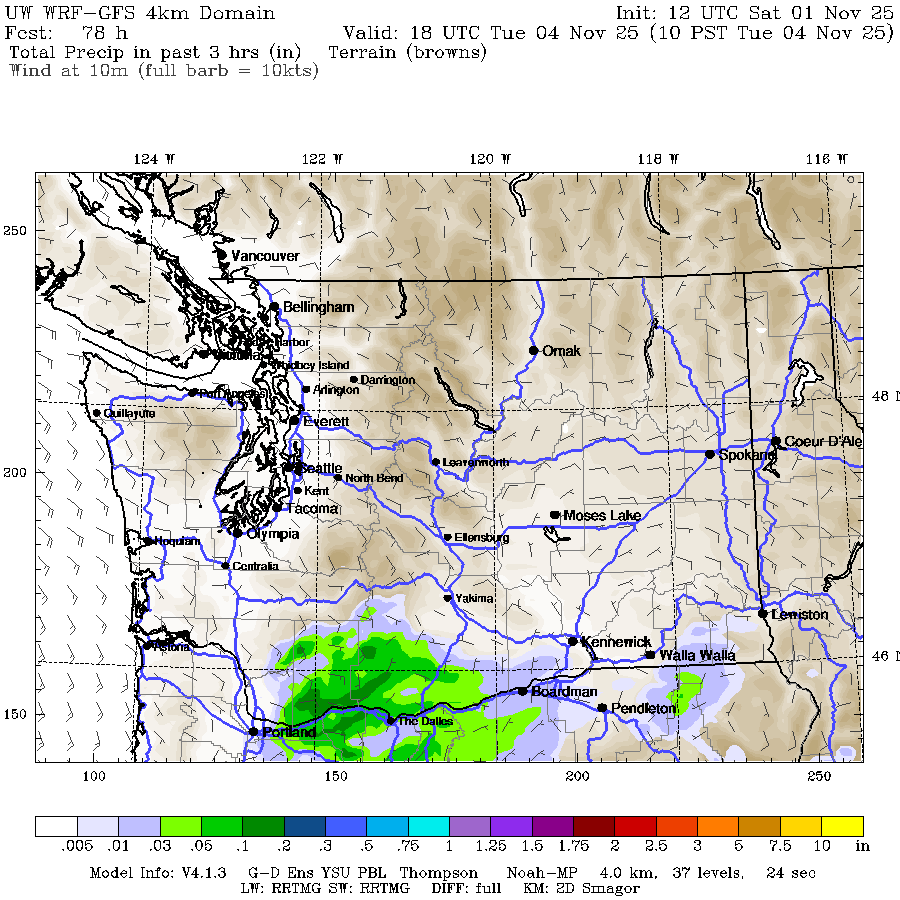 UW WRF-GFS 4km Domain Init: 12 UTC Sat 01 Nov 25
Fcst: 78 h Valid: 18 UTC Tue 04 Nov 25 (10 PST Tue 04 Nov 25)
Total Precip in past 3 hrs (in) Terrain (browns)
Wind at 10m (full barb = 10kts)
124 W 122 W 120 W 118 W 116 W
250
Vancouver
Bellingham
Harbor
Omak
Whidbey Island
Darrington
Arlington
Port Angeles
48 N
Quillayute
Everett
Coeur D'Ale
Spokane
Leavenworth
200
Seattle
North Bend
Kent
Tacoma
Moses Lake
Olympia
Ellensburg
Hoquiam
Centralia
Yakima
Lewiston
Kennewick
Astoria
Walla Walla
46 N
Boardman
Pendleton
150
The Dalles
Portland
100 150 200 250
.005 .01 .03 .05 .1 .2 .3 .5 .75 1 1.25 1.5 1.75 2 2.5 3 5 7.5 10 in
Model Info: V4.1.3 G-D Ens YSU PBL Thompson Noah-MP 4.0 km, 37 levels, 24 sec
LW: RRTMG SW: RRTMG DIFF: full KM: 2D Smagor